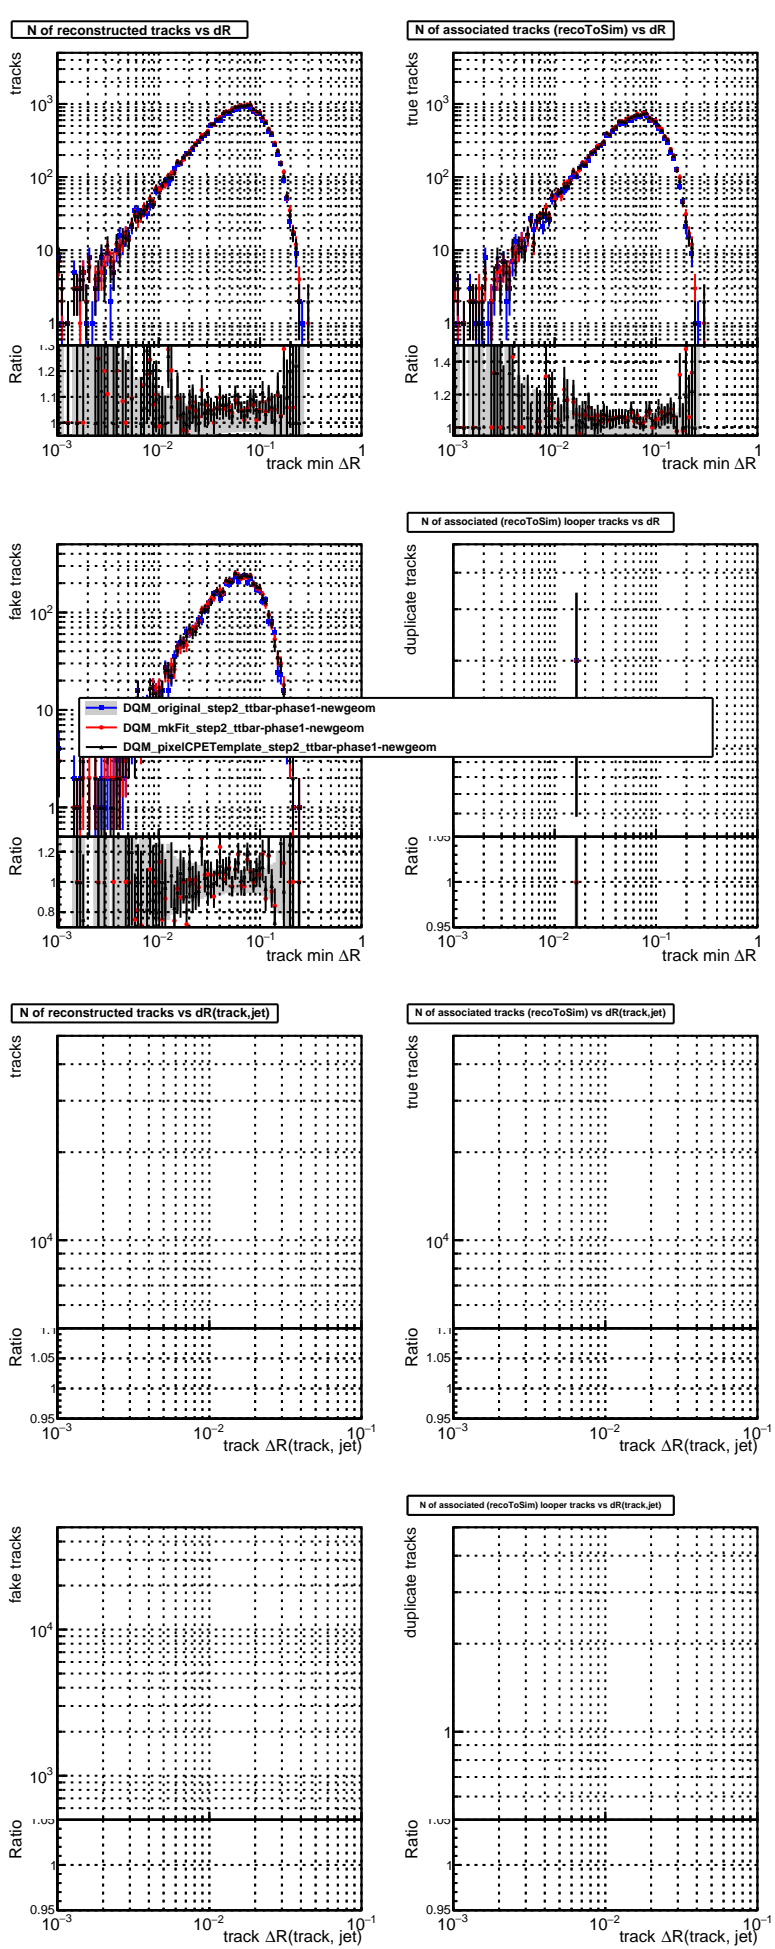 N of reconstructed tracks vs dR
tracks
10³
10²
10
1
Ratio
1.3
1.2
1.1
1
10⁻³
10⁻²
10⁻¹
1
track min ΔR
N of associated tracks (recoToSim) vs dR
true tracks
10³
10²
10
1
Ratio
1.4
1.2
1
10⁻³
10⁻²
10⁻¹
1
track min ΔR
fake tracks
10²
10
1
Ratio
1.2
1
0.8
10⁻³
10⁻²
10⁻¹
1
track min ΔR
N of associated (recoToSim) looper tracks vs dR
duplicate tracks
Ratio
1.05
1
0.95
10⁻³
10⁻²
10⁻¹
1
track min ΔR
DQM_original_step2_ttbar-phase1-newgeom
DQM_mkFit_step2_ttbar-phase1-newgeom
DQM_pixelCPETemplate_step2_ttbar-phase1-newgeom
N of reconstructed tracks vs dR(track,jet)
tracks
10⁴
Ratio
1.1
1.05
1
0.95
10⁻³
10⁻²
10⁻¹
track ΔR(track, jet)
N of associated tracks (recoToSim) vs dR(track,jet)
true tracks
10⁴
Ratio
1.1
1.05
1
0.95
10⁻³
10⁻²
10⁻¹
track ΔR(track, jet)
fake tracks
10⁴
10³
Ratio
1.05
1
0.95
10⁻³
10⁻²
10⁻¹
track ΔR(track, jet)
N of associated (recoToSim) looper tracks vs dR(track,jet)
duplicate tracks
1
Ratio
1.05
1
0.95
10⁻³
10⁻²
10⁻¹
track ΔR(track, jet)